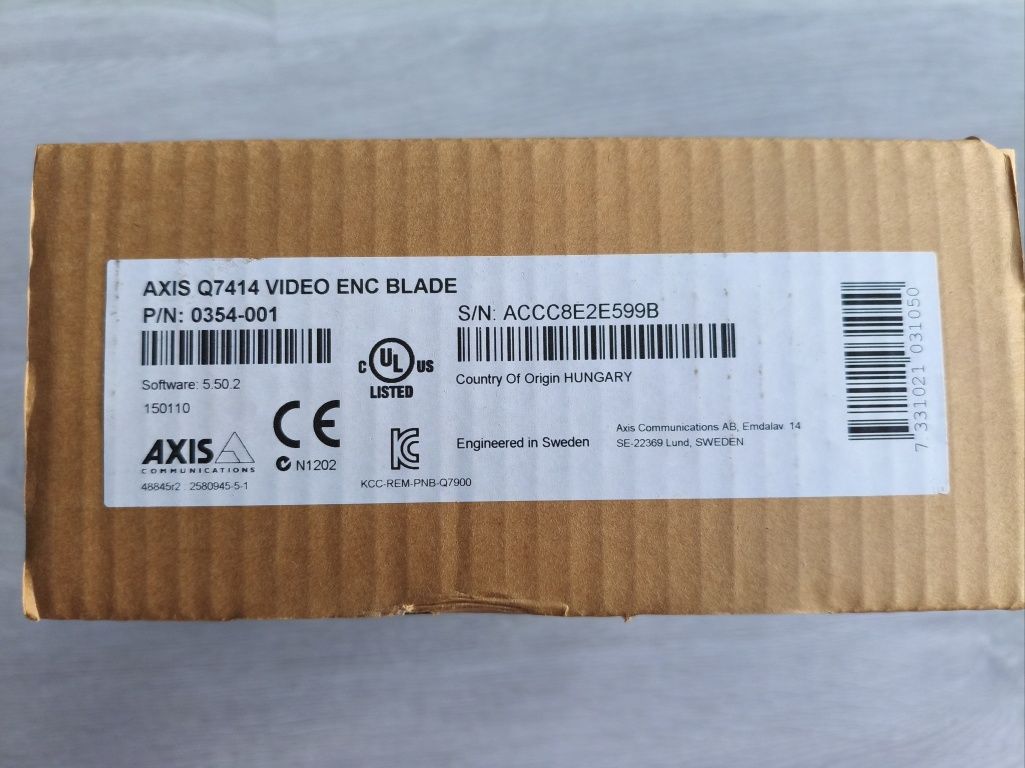 AXIS Q7414 VIDEO ENC BLADE
P/N: 0354-001
S/N: ACCC8E2E599B
c UL US
LISTED
Software: 5.50.2
Country Of Origin HUNGARY
150110
CE
AXIS
COMMUNICATIONS
N1202
Engineered in Sweden
Axis Communications AB, Emdalav. 14
SE-22369 Lund, SWEDEN
48845r2 2580945-5-1
KCC-REM-PNB-Q7900
7 331021 031050